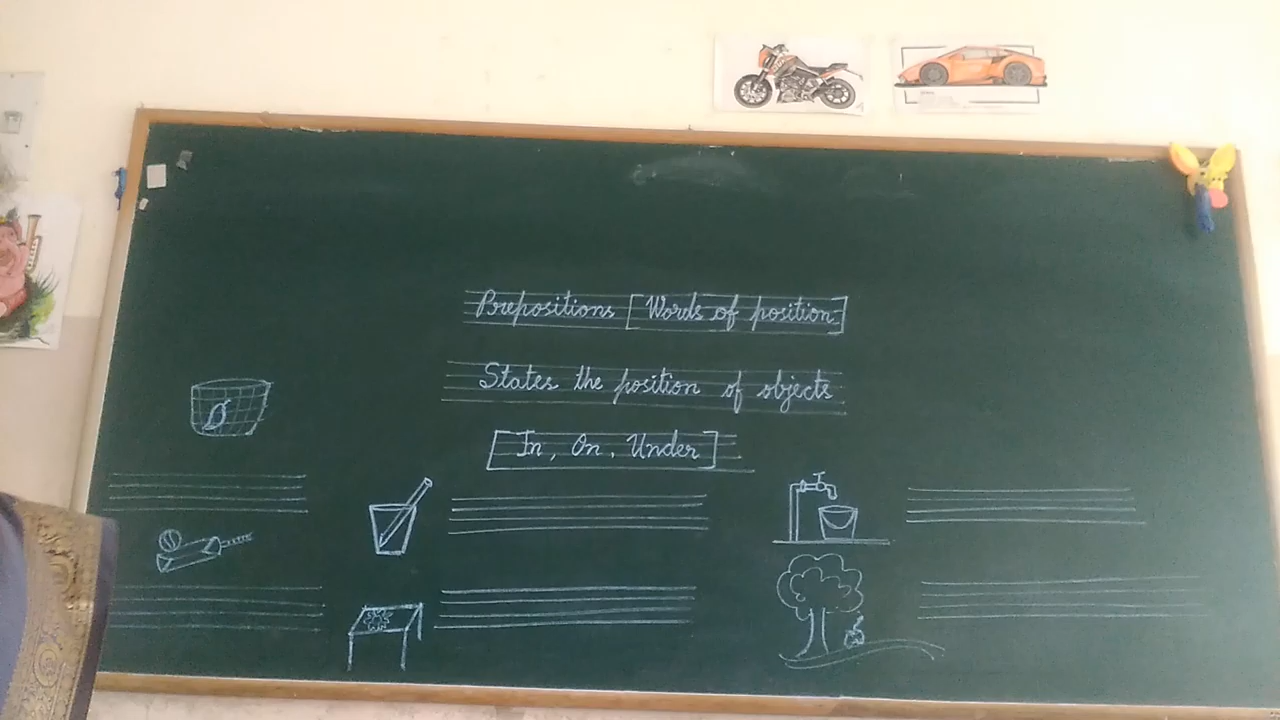 Prepositions [Words of position]
States the position of objects
[In, On, Under]